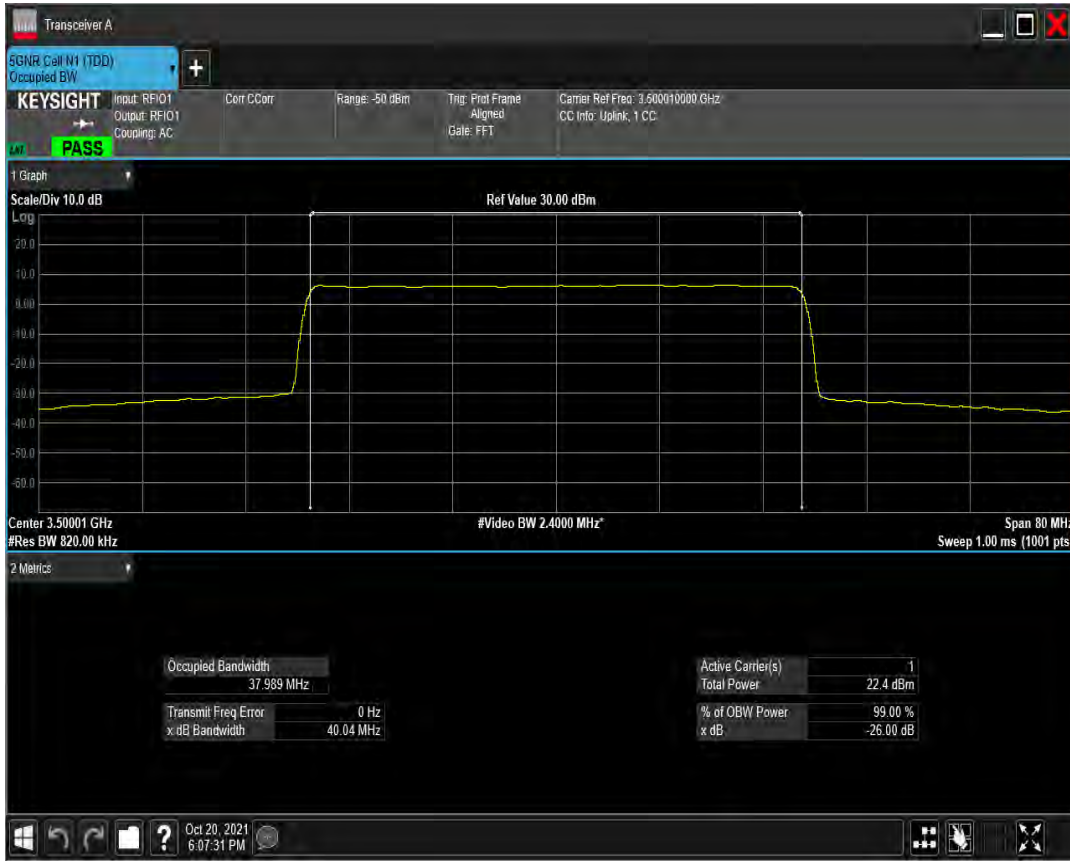 Transceiver A
5GNR Cell N1 (TDD)
Occupied BW
+
KEYSIGHT
Input: RFIO1
Output: RFIO1
Coupling: AC
Corr CCorr
Range: -50 dBm
Trig: Prot Frame
Aligned
Gate: FFT
Carrier Ref Freq: 3.500010000 GHz
CC Info: Uplink, 1 CC
PASS
1 Graph
Scale/Div 10.0 dB
Ref Value 30.00 dBm
Log
20.0
10.0
0.00
-10.0
-20.0
-30.0
-40.0
-50.0
-60.0
Center 3.50001 GHz
#Video BW 2.4000 MHz*
Span 80 MHz
#Res BW 820.00 kHz
Sweep 1.00 ms (1001 pts
2 Metrics
Occupied Bandwidth
37.989 MHz
Transmit Freq Error 0 Hz
x dB Bandwidth 40.04 MHz
Active Carrier(s) 1
Total Power 22.4 dBm
% of OBW Power 99.00 %
x dB -26.00 dB
?
Oct 20, 2021
6:07:31 PM